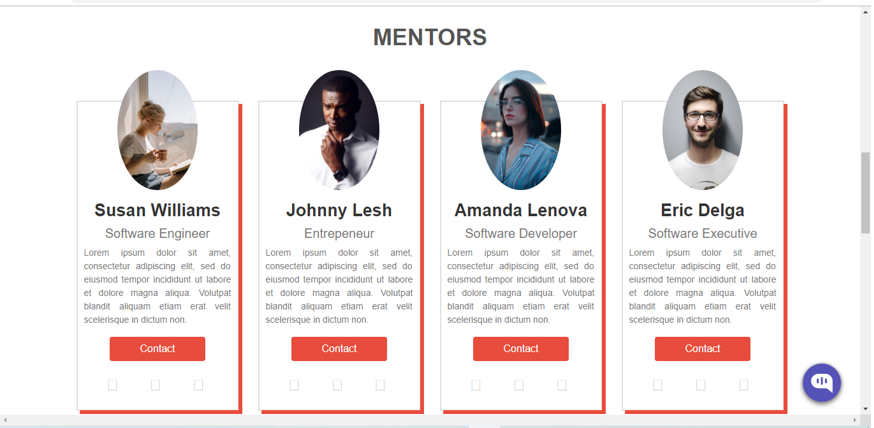 MENTORS
Susan Williams
Software Engineer
Lorem ipsum dolor sit amet,
consectetur adipiscing elit, sed do
eiusmod tempor incididunt ut labore
et dolore magna aliqua. Volutpat
blandit aliquam etiam erat velit
scelerisque in dictum non.
Contact
Johnny Lesh
Entrepeneur
Lorem ipsum dolor sit amet,
consectetur adipiscing elit, sed do
eiusmod tempor incididunt ut labore
et dolore magna aliqua. Volutpat
blandit aliquam etiam erat velit
scelerisque in dictum non.
Contact
Amanda Lenova
Software Developer
Lorem ipsum dolor sit amet,
consectetur adipiscing elit, sed do
eiusmod tempor incididunt ut labore
et dolore magna aliqua. Volutpat
blandit aliquam etiam erat velit
scelerisque in dictum non.
Contact
Eric Delga
Software Executive
Lorem ipsum dolor sit amet,
consectetur adipiscing elit, sed do
eiusmod tempor incididunt ut labore
et dolore magna aliqua. Volutpat
blandit aliquam etiam erat velit
scelerisque in dictum non.
Contact